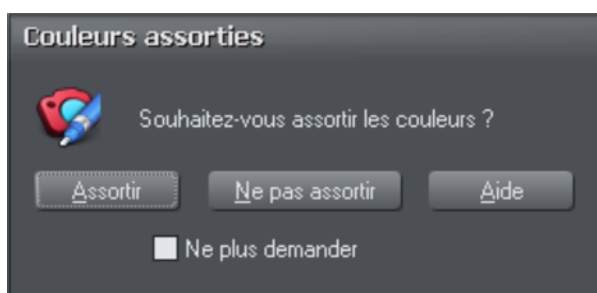 Couleurs assorties
Souhaitez-vous assortir les couleurs ?
Assortir Ne pas assortir Aide
Ne plus demander